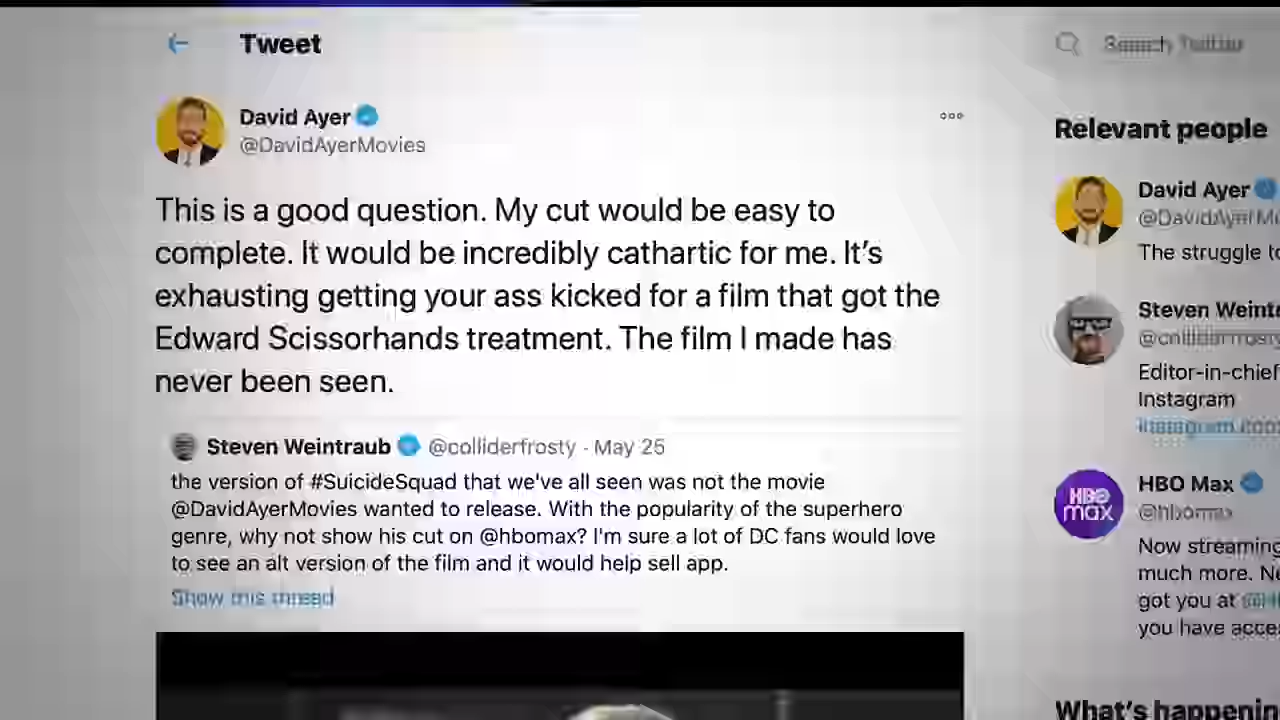 Tweet
David Ayer
@DavidAyerMovies
This is a good question. My cut would be easy to
complete. It would be incredibly cathartic for me. It’s
exhausting getting your ass kicked for a film that got the
Edward Scissorhands treatment. The film I made has
never been seen.
Steven Weintraub @colliderfrosty · May 25
the version of #SuicideSquad that we've all seen was not the movie
@DavidAyerMovies wanted to release. With the popularity of the superhero
genre, why not show his cut on @hbomax? I'm sure a lot of DC fans would love
to see an alt version of the film and it would help sell app.
Show this thread
Search Twitter
Relevant people
David Ayer
@DavidAyerMo
The struggle
Steven
@colliderfrosty
Editor-in-chief
Instagram
HBO max
HBO Max
@hbomax
Now streaming
much more.
got you at
you have
What's